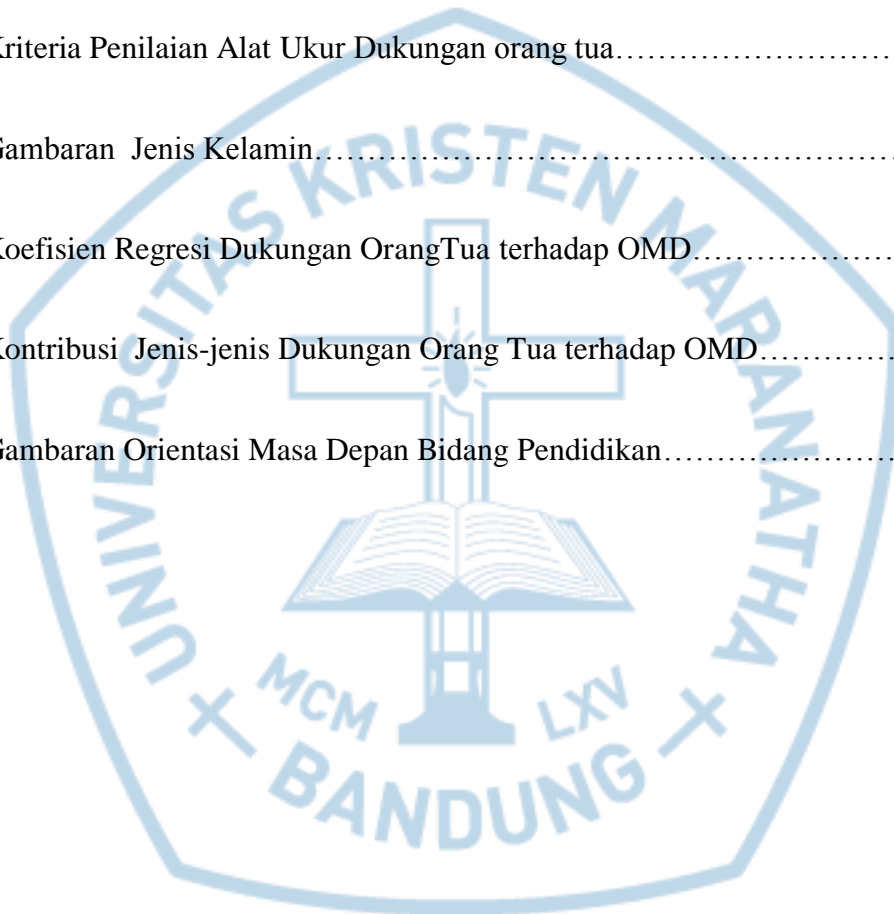 Kriteria Penilaian Alat Ukur Dukungan orang tua……………………
Gambaran  Jenis Kelamin…………………………………………………
Koefisien Regresi Dukungan OrangTua terhadap OMD…………………
Kontribusi  Jenis-jenis Dukungan Orang Tua terhadap OMD…………
Gambaran Orientasi Masa Depan Bidang Pendidikan…………………
UNIVERSITAS KRISTEN MARANATHA
MCM LXV
BANDUNG